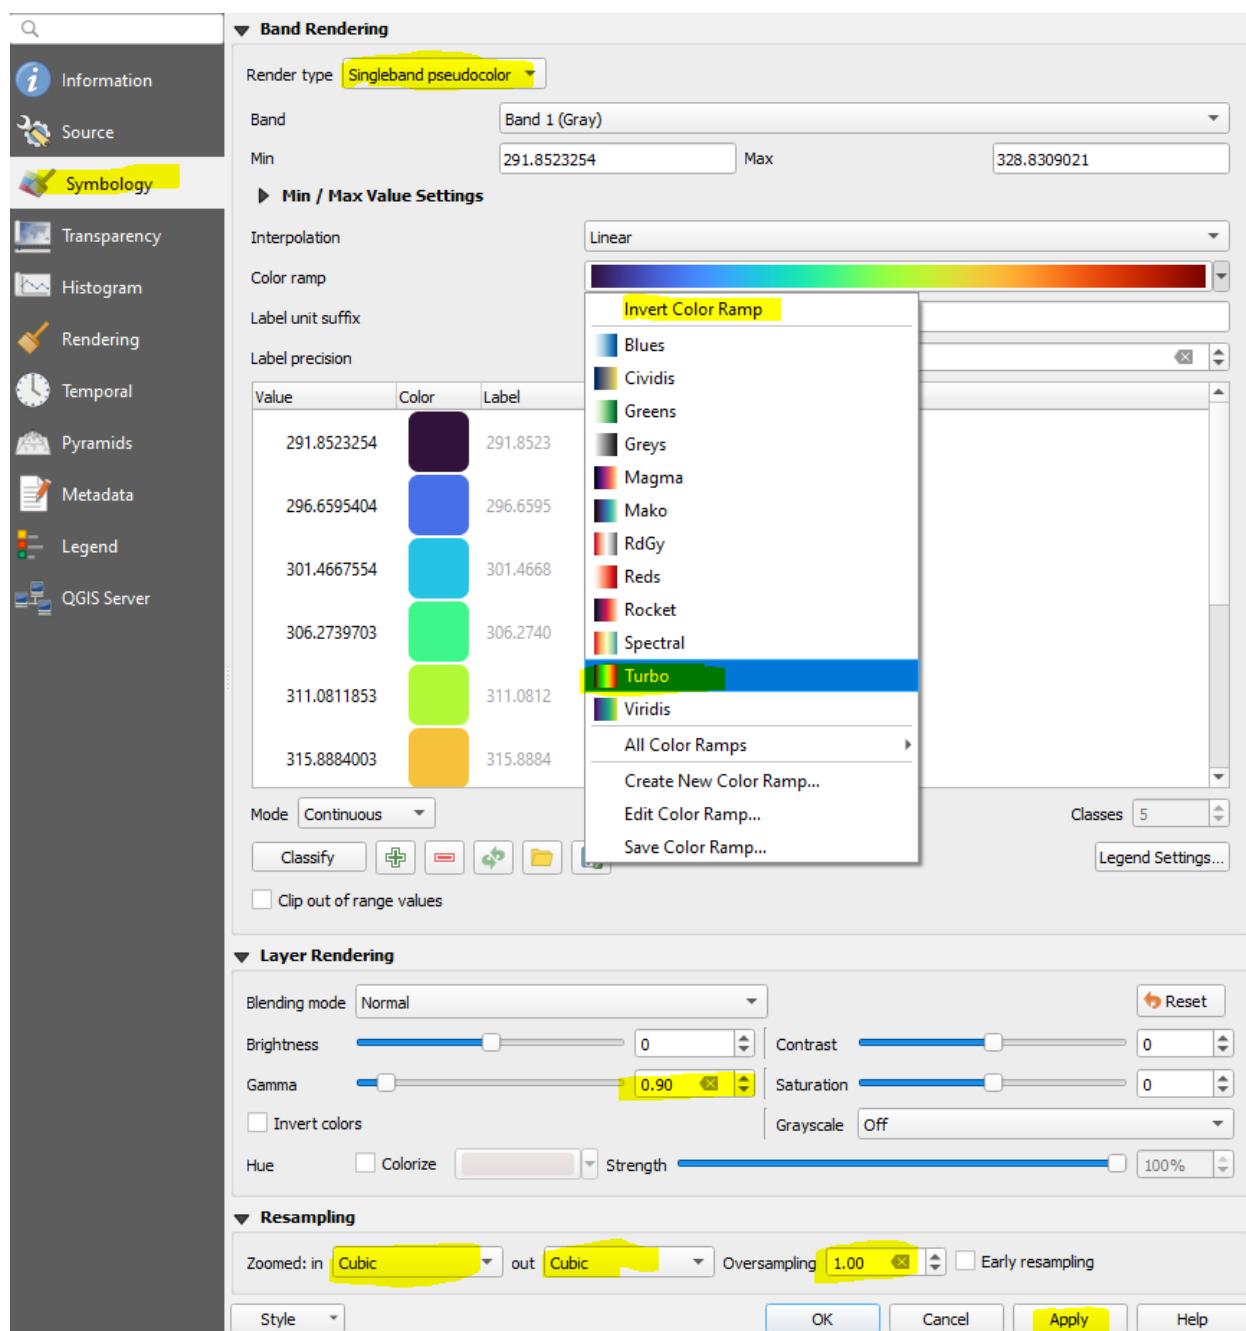 Information
Source
Symbology
Transparency
Histogram
Rendering
Temporal
Pyramids
Metadata
Legend
QGIS Server
Band Rendering
Render type Singleband pseudocolor
Band Band 1 (Gray)
Min 291.8523254 Max 328.8309021
Min / Max Value Settings
Interpolation Linear
Color ramp
Label unit suffix
Label precision
Value Color Label
291.8523254 291.8523
296.6595404 296.6595
301.4667554 301.4668
306.2739703 306.2740
311.0811853 311.0812
315.8884003 315.8884
Invert Color Ramp
Blues
Cividis
Greens
Greys
Magma
Mako
RdGy
Reds
Rocket
Spectral
Turbo
Viridis
All Color Ramps
Create New Color Ramp...
Edit Color Ramp...
Save Color Ramp...
Mode Continuous Classes 5
Classify Legend Settings...
Clip out of range values
Layer Rendering
Blending mode Normal Reset
Brightness 0 Contrast 0
Gamma 0.90 Saturation 0
Invert colors Grayscale Off
Hue Colorize Strength 100%
Resampling
Zoomed: in Cubic out Cubic Oversampling 1.00 Early resampling
Style OK Cancel Apply Help